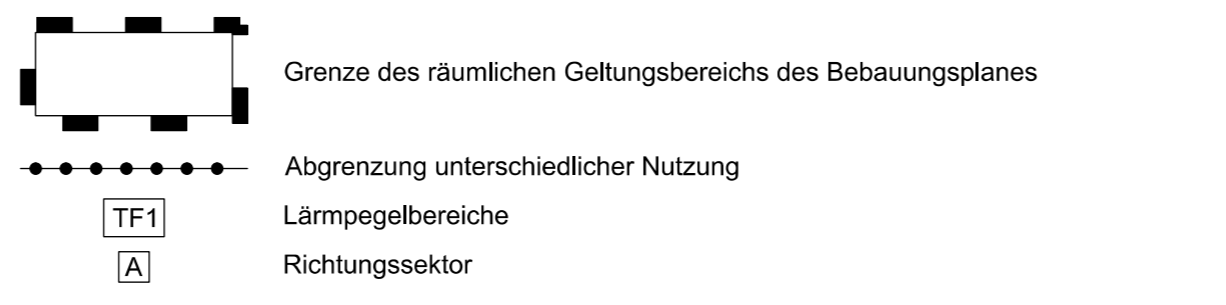 Grenze des räumlichen Geltungsbereichs des Bebauungsplanes
Abgrenzung unterschiedlicher Nutzung
TF1 Lärmpegelbereiche
A Richtungssektor